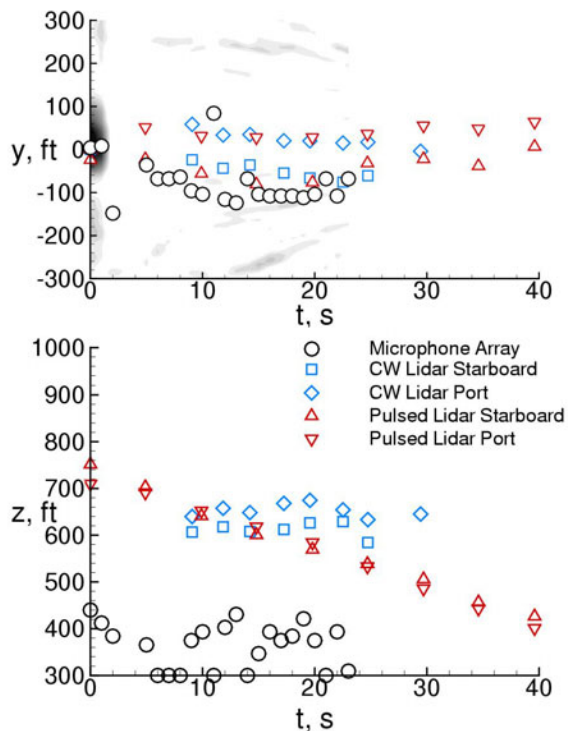 300
200
100
y, ft
0
-100
-200
-300
0 10 20 30 40
t, s
1000
Microphone Array
CW Lidar Starboard
900
CW Lidar Port
Pulsed Lidar Starboard
800
Pulsed Lidar Port
700
z, ft
600
500
400
300
0 10 20 30 40
t, s